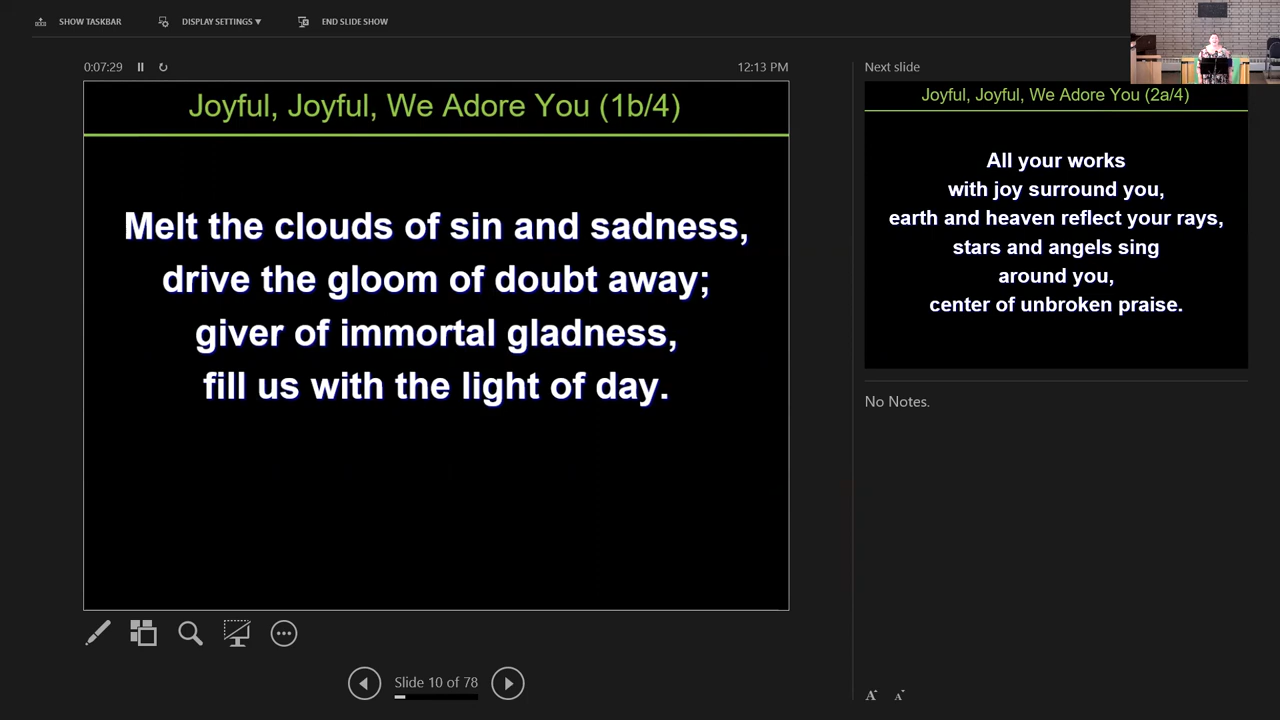 SHOW TASKBAR
DISPLAY SETTINGS ▼
END SLIDE SHOW
0:07:29
12:13 PM
Joyful, Joyful, We Adore You (1b/4)
Melt the clouds of sin and sadness,
drive the gloom of doubt away;
giver of immortal gladness,
fill us with the light of day.
Slide 10 of 78
Next slide
Joyful, Joyful, We Adore You (2a/4)
All your works
with joy surround you,
earth and heaven reflect your rays,
stars and angels sing
around you,
center of unbroken praise.
No Notes.
A A